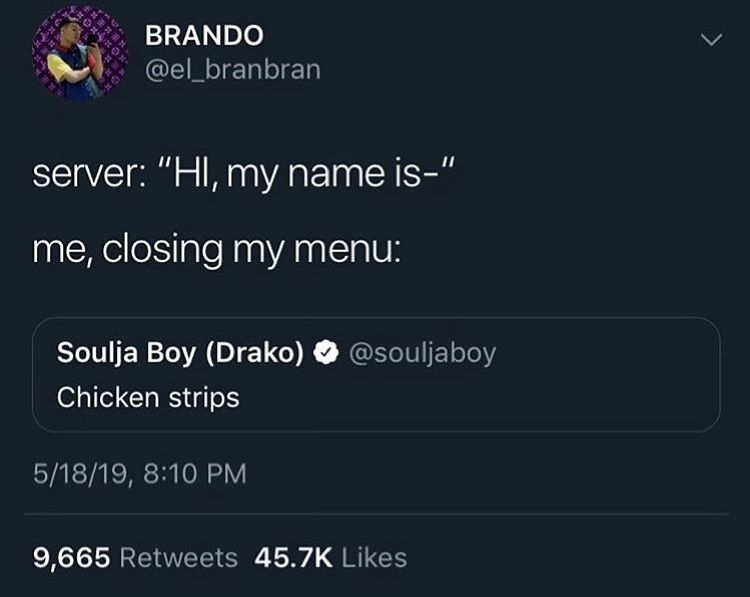 BRANDO
@el_branbran
server: “HI, my name is-“
me, closing my menu:
Soulja Boy (Drako) @souljaboy
Chicken strips
5/18/19, 8:10 PM
9,665 Retweets 45.7K Likes